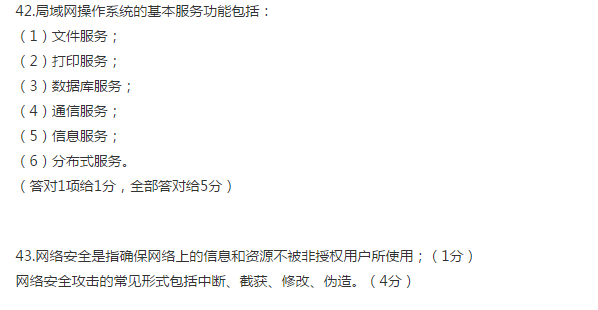 42.局域网操作系统的基本服务功能包括：
（1）文件服务；
（2）打印服务；
（3）数据库服务；
（4）通信服务；
（5）信息服务；
（6）分布式服务。
（答对1项给1分，全部答对给5分）
43.网络安全是指确保网络上的信息和资源不被非授权用户所使用；（1分）
网络安全攻击的常见形式包括中断、截获、修改、伪造。（4分）